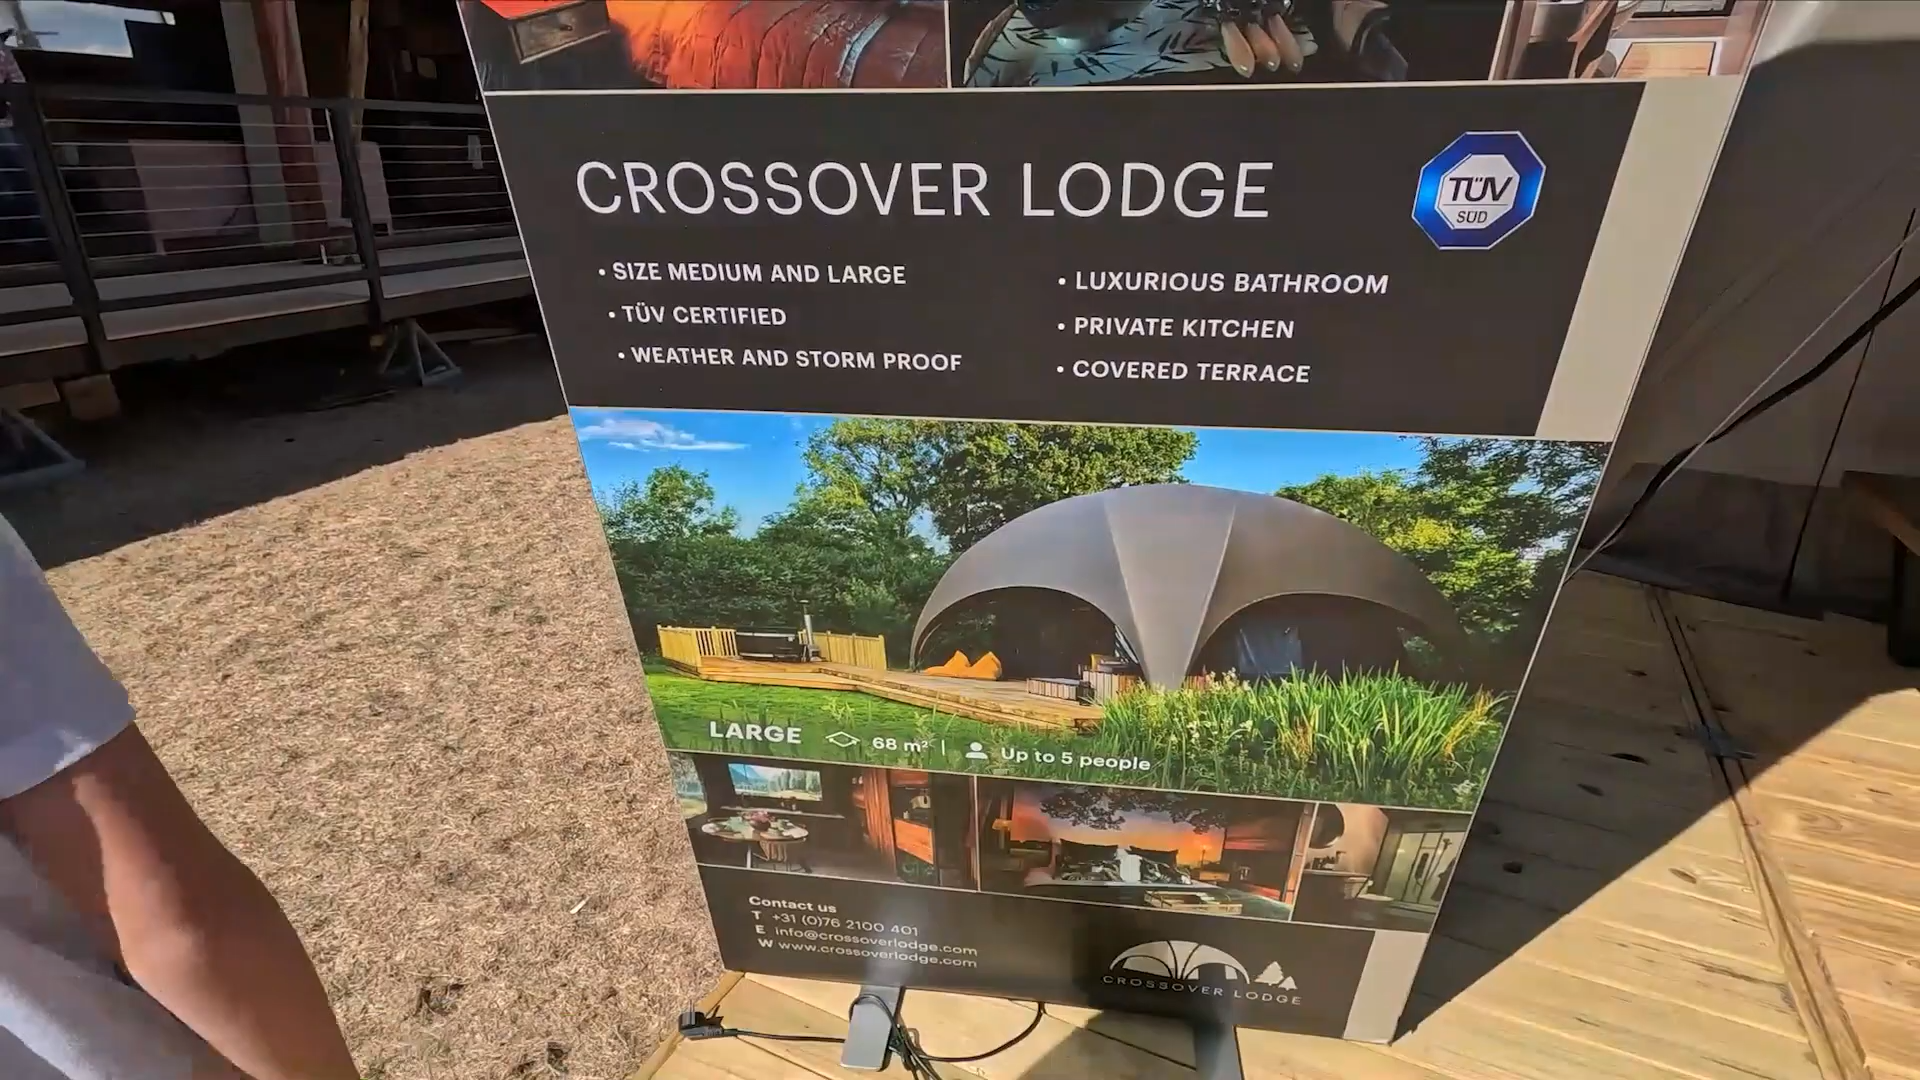 CROSSOVER LODGE
TÜV
SÜD
• SIZE MEDIUM AND LARGE
• TÜV CERTIFIED
• WEATHER AND STORM PROOF
• LUXURIOUS BATHROOM
• PRIVATE KITCHEN
• COVERED TERRACE
LARGE 68 m² | Up to 5 people
Contact us
T +31 (0)76 2100 401
E info@crossoverlodge.com
W www.crossoverlodge.com
CROSSOVER LODGE